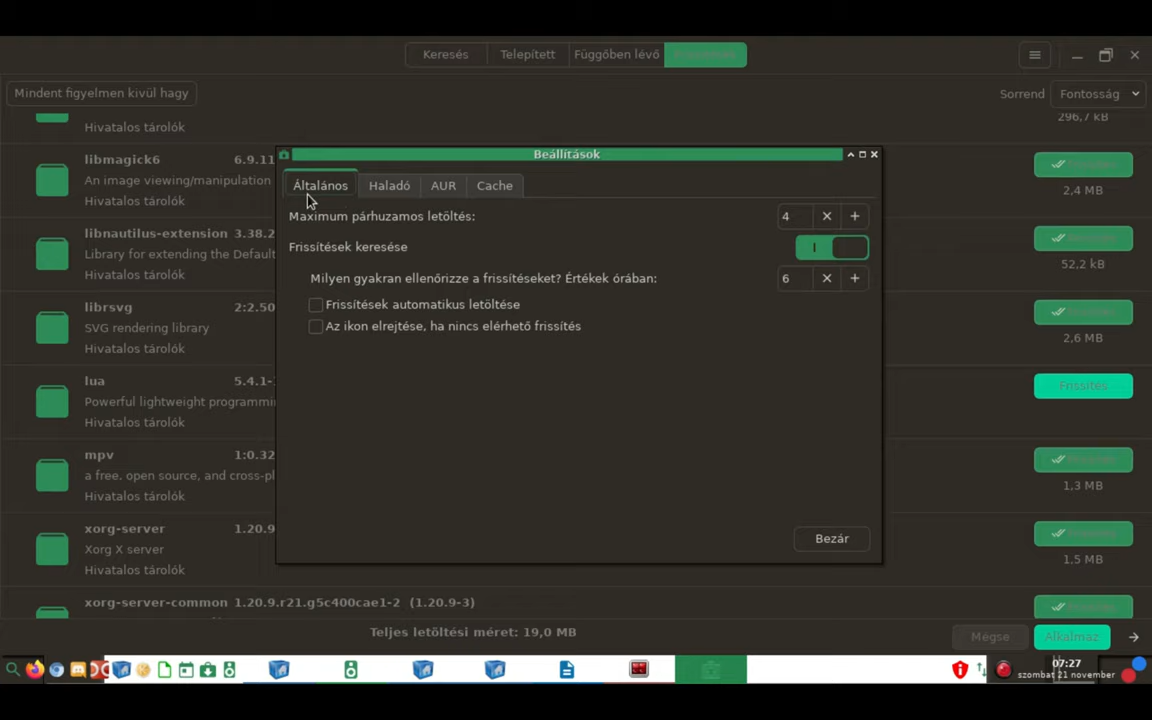 Keresés Telepített Függőben lévő
Mindent figyelmen kivül hagy
Sorrend Fontosság
Hivatalos tárolók
296,7 kB
libmagick6 6.9.11
An image viewing/manipulation
Hivatalos tárolók
2,4 MB
libnautilus-extension 3.38.2
Library for extending the Default
Hivatalos tárolók
52,2 kB
librsvg 2:2.50
SVG rendering library
Hivatalos tárolók
2,6 MB
lua 5.4.1-
Powerful lightweight programmi
Hivatalos tárolók
Frissítés
mpv 1:0.32
a free, open source, and cross-pl
Hivatalos tárolók
1,3 MB
xorg-server 1.20.9
Xorg X server
Hivatalos tárolók
1,5 MB
xorg-server-common 1.20.9.r21.g5c400cae1-2 (1.20.9-3)
Beállítások
Általános Haladó AUR Cache
Maximum párhuzamos letöltés: 4
Frissítések keresése
Milyen gyakran ellenőrizze a frissítéseket? Értékek órában: 6
Frissítések automatikus letöltése
Az ikon elrejtése, ha nincs elérhető frissítés
Bezár
Teljes letöltési méret: 19,0 MB
Mégse Alkalmaz
07:27
szombat 21 november